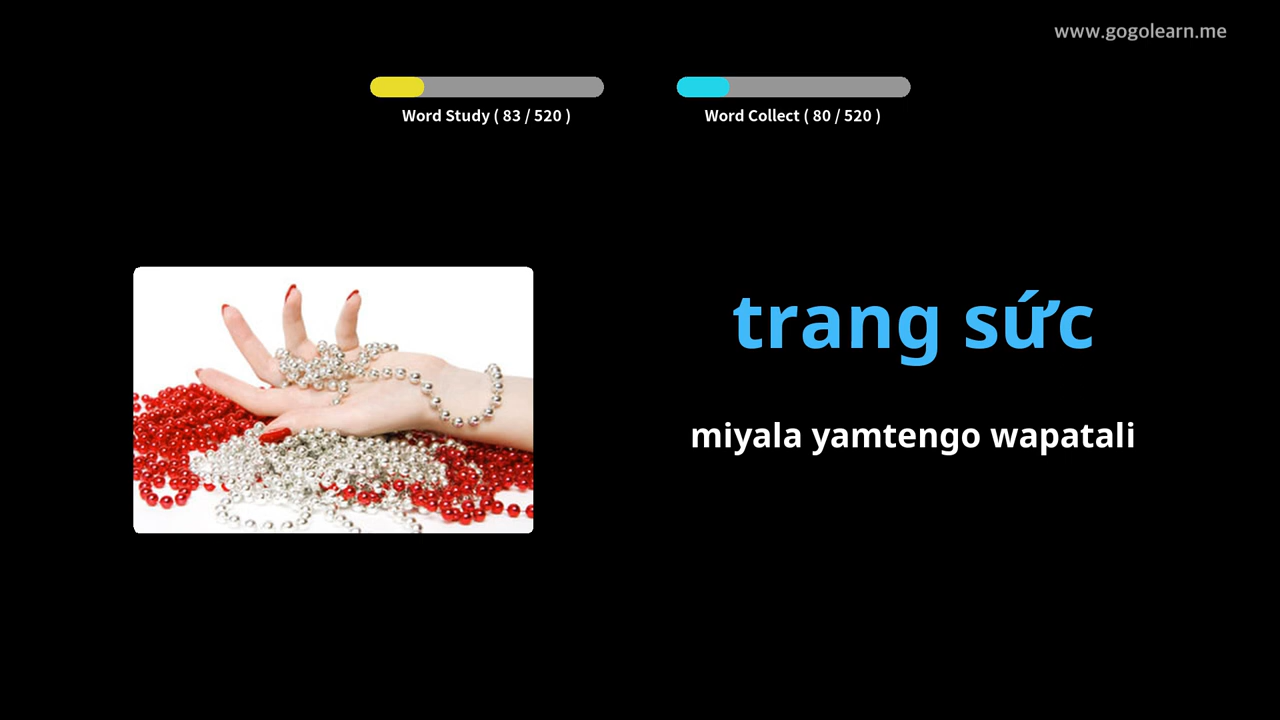 www.gogolearn.me
Word Study ( 83 / 520 )
Word Collect ( 80 / 520 )
trang sức
miyala yamtengo wapatali